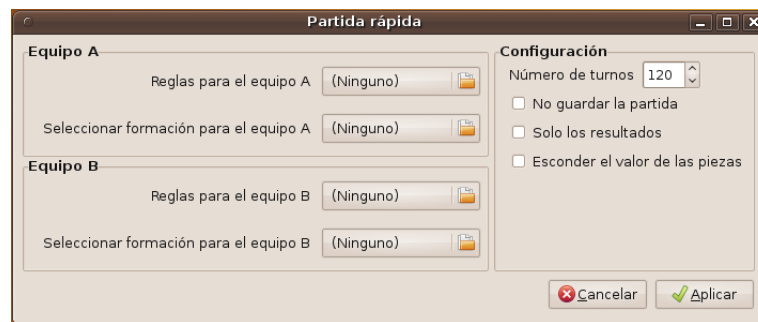 Partida rápida
Equipo A
Reglas para el equipo A (Ninguno)
Seleccionar formación para el equipo A (Ninguno)
Equipo B
Reglas para el equipo B (Ninguno)
Seleccionar formación para el equipo B (Ninguno)
Configuración
Número de turnos 120
No guardar la partida
Solo los resultados
Esconder el valor de las piezas
Cancelar Aplicar